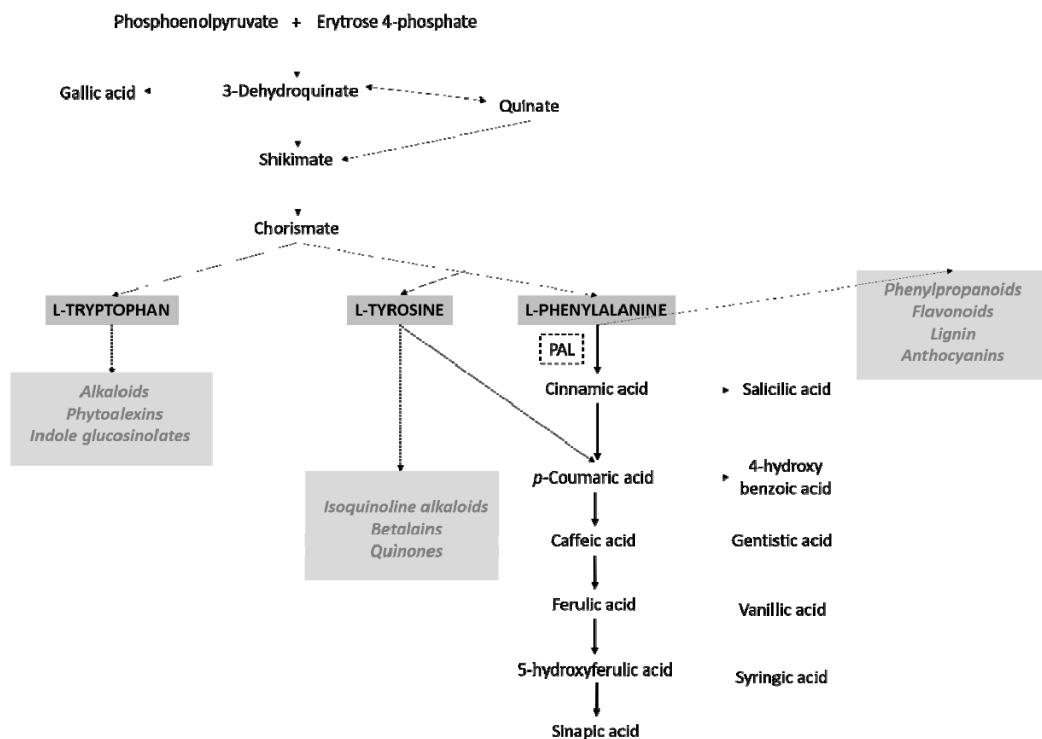 Phosphoenolpyruvate + Erytrose 4-phosphate
Gallic acid
3-Dehydroquinate
Quinate
Shikimate
Chorismate
L-TRYPTOPHAN
L-TYROSINE
L-PHENYLALANINE
Phenylpropanoids
Flavonoids
Lignin
Anthocyanins
PAL
Alkaloids
Phytoalexins
Indole glucosinolates
Cinnamic acid
Salicilic acid
Isoquinoline alkaloids
Betalains
Quinones
p-Coumaric acid
4-hydroxy
benzoic acid
Caffeic acid
Gentistic acid
Ferulic acid
Vanillic acid
5-hydroxyferulic acid
Syringic acid
Sinapic acid